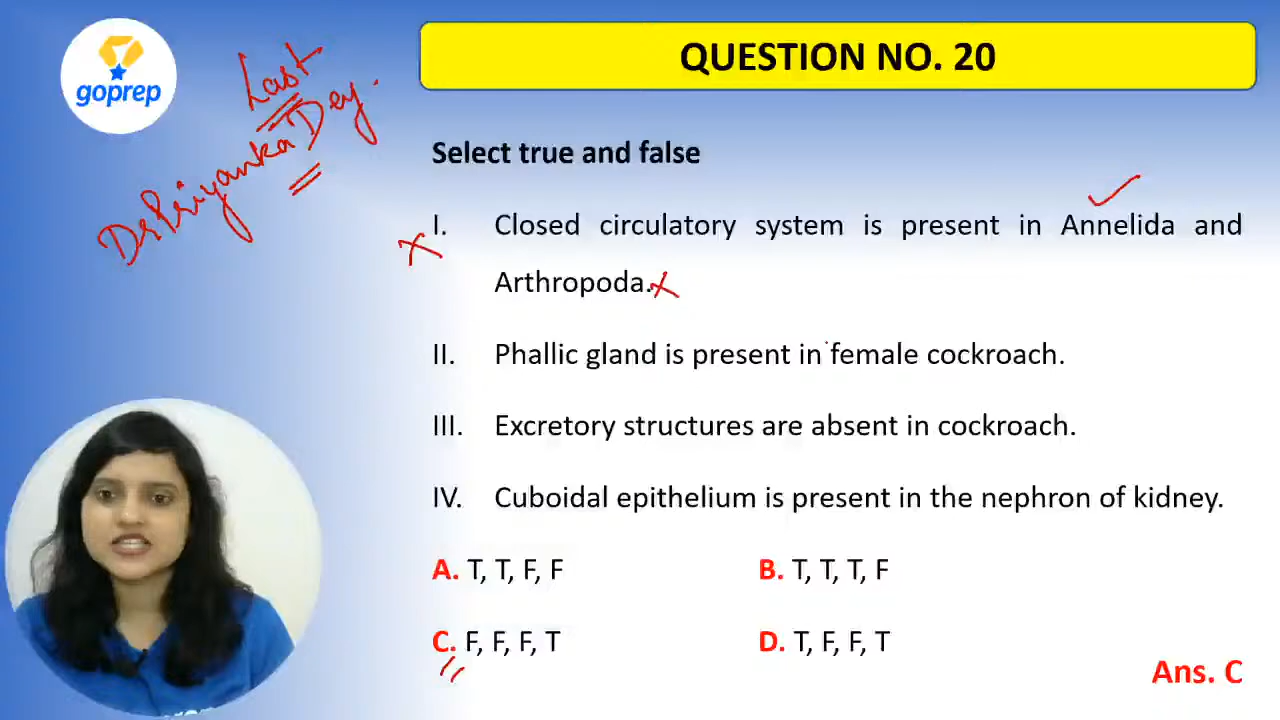 goprep
Last
Dr. Priyanka Dey.
QUESTION NO. 20
Select true and false
I. Closed circulatory system is present in Annelida and
Arthropoda.
II. Phallic gland is present in female cockroach.
III. Excretory structures are absent in cockroach.
IV. Cuboidal epithelium is present in the nephron of kidney.
A. T, T, F, F B. T, T, T, F
C. F, F, F, T D. T, F, F, T
Ans. C